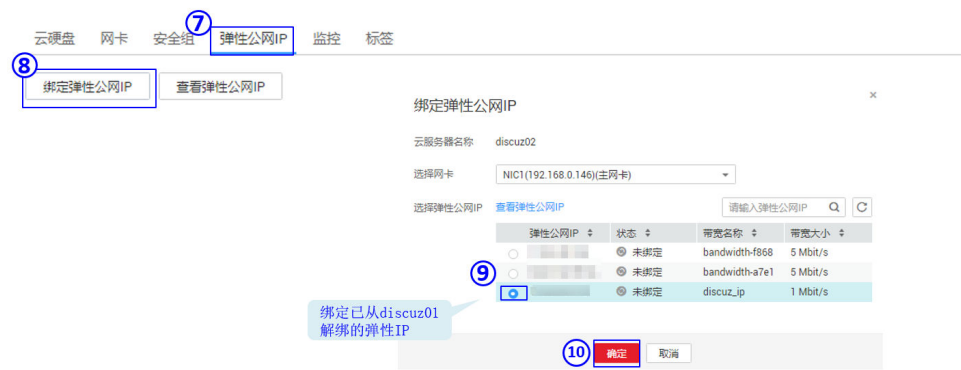 ⑦
云硬盘 网卡 安全组 弹性公网IP 监控 标签
⑧
绑定弹性公网IP 查看弹性公网IP
绑定弹性公网IP ×
云服务器名称 discuz02
选择网卡 NIC1(192.168.0.146)(主网卡)
选择弹性公网IP 查看弹性公网IP 请输入弹性公网IP
弹性公网IP 状态 带宽名称 带宽大小
未绑定 bandwidth-f868 5 Mbit/s
⑨
未绑定 bandwidth-a7e1 5 Mbit/s
未绑定 discuz_ip 1 Mbit/s
绑定已从discuz01
解绑的弹性IP
⑩ 确定 取消